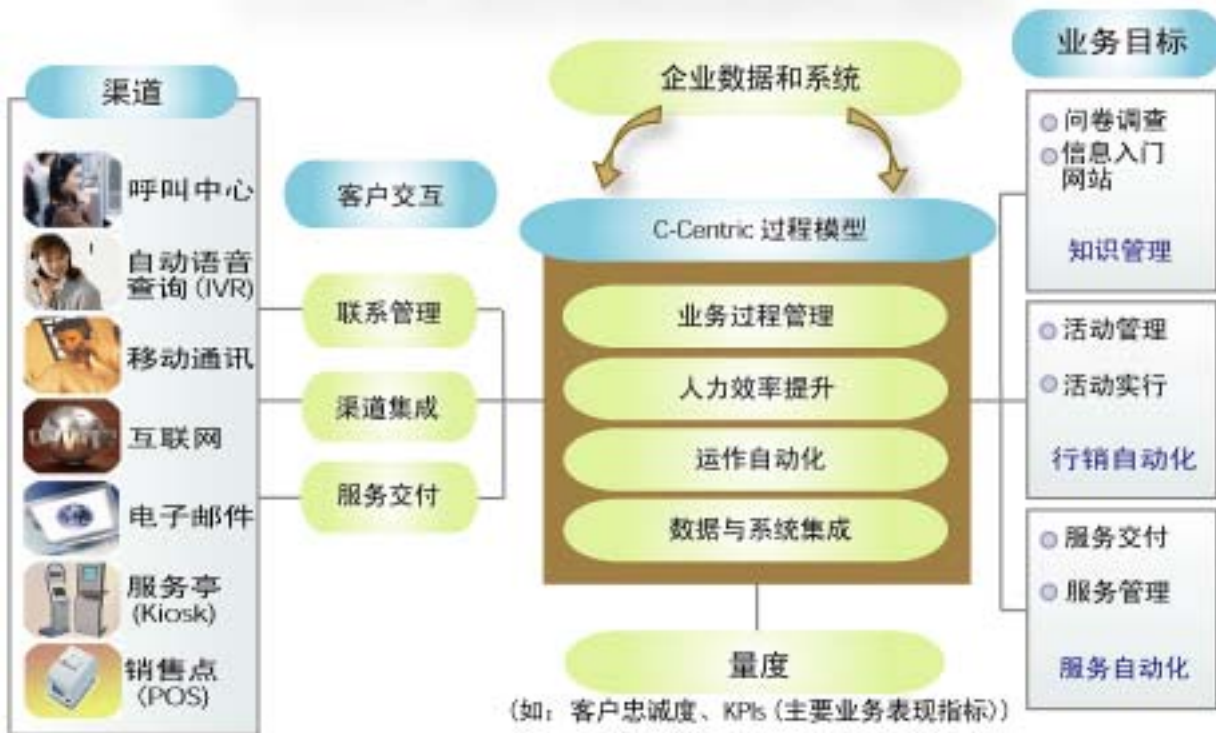 渠道
呼叫中心
自动语音
查询 (IVR)
移动通讯
互联网
电子邮件
服务亭
(Kiosk)
销售点
(POS)
客户交互
联系管理
渠道集成
服务交付
企业数据和系统
C-Centric 过程模型
业务过程管理
人力效率提升
运作自动化
数据与系统集成
量度
(如: 客户忠诚度、KPIs (主要业务表现指标))
业务目标
问卷调查
信息入门
网站
知识管理
活动管理
活动实行
行销自动化
服务交付
服务管理
服务自动化